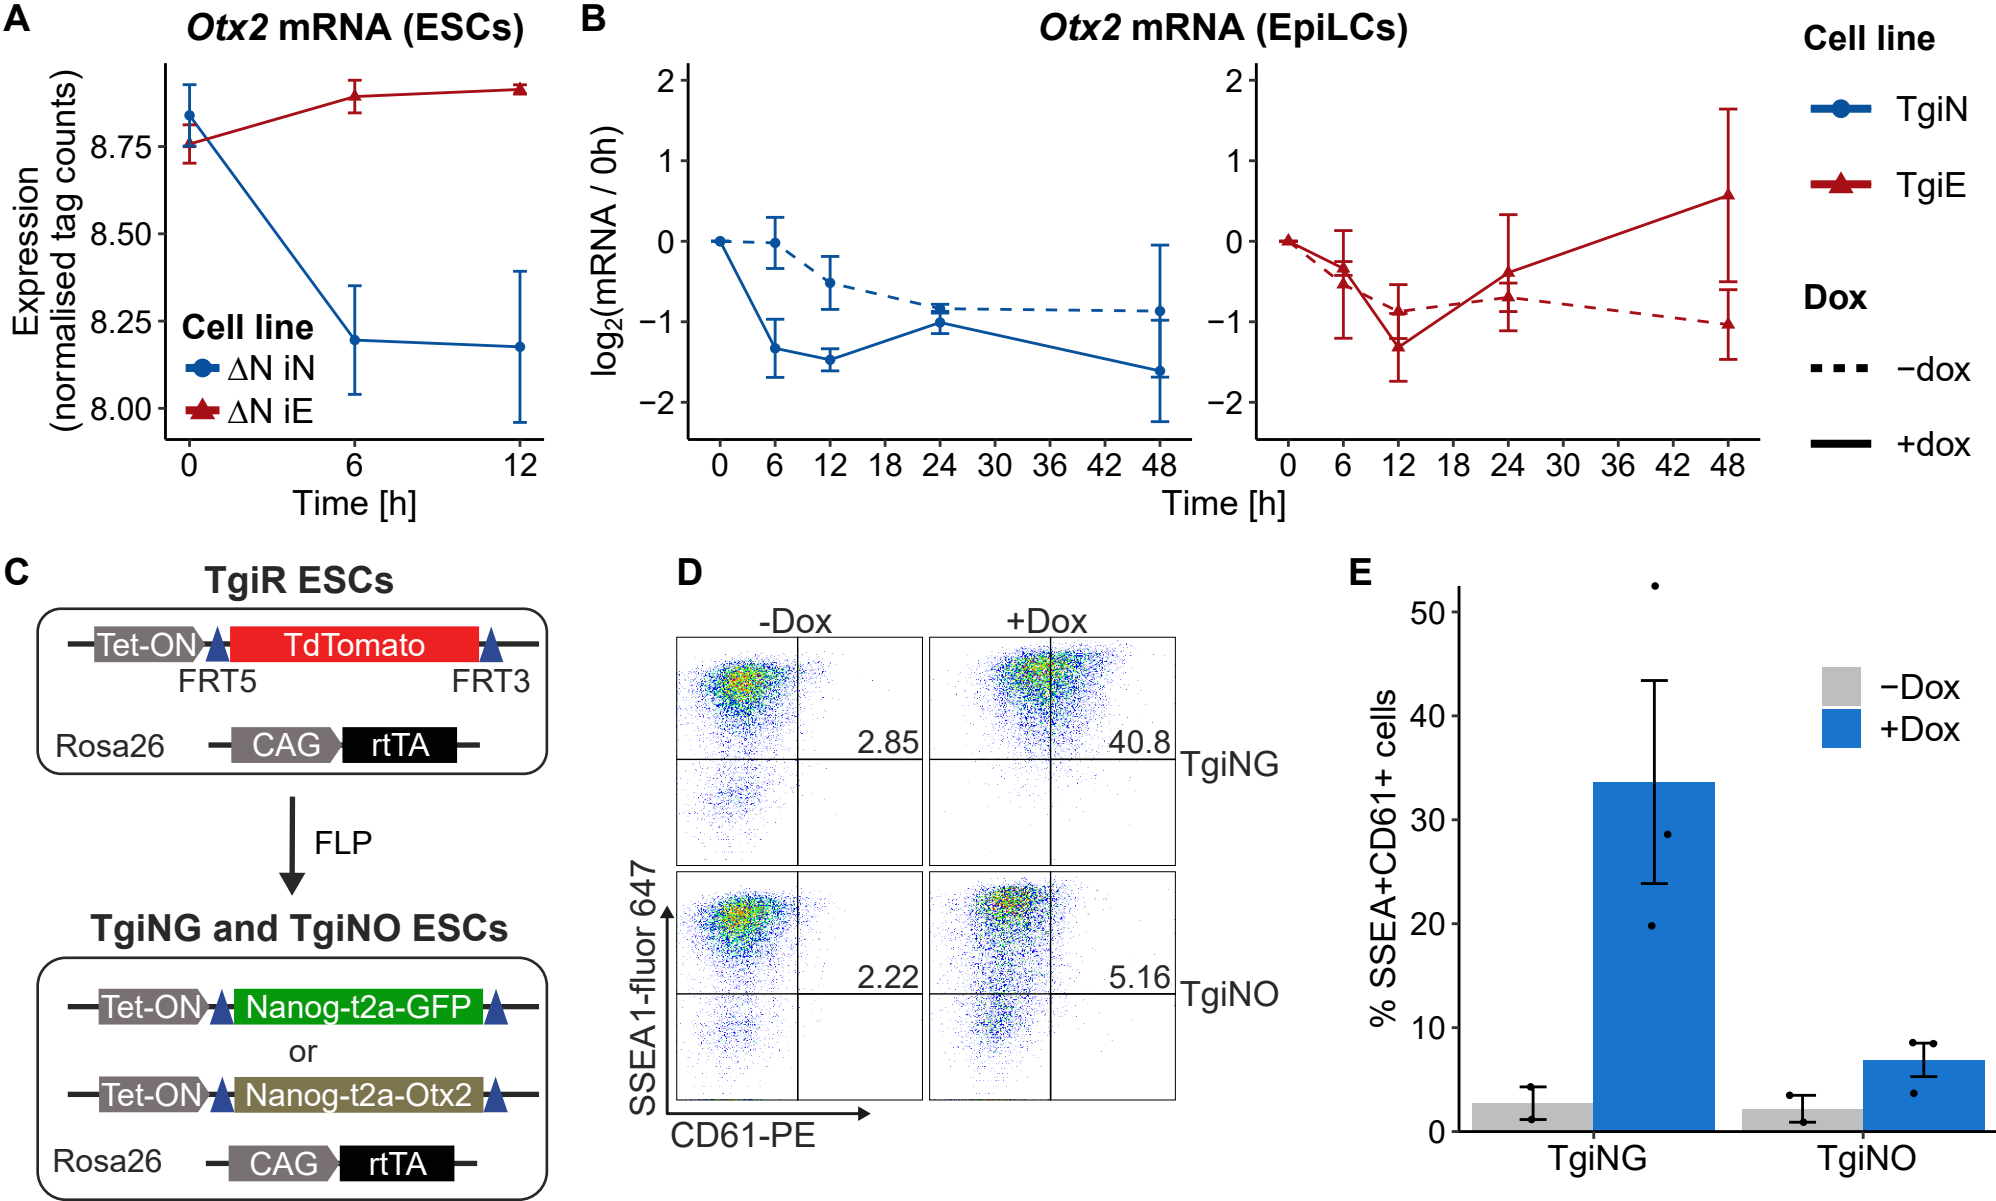 A
Otx2 mRNA (ESCs)
Expression
(normalised tag counts)
8.75
8.50
8.25
8.00
Cell line
ΔN iN
ΔN iE
0 6 12
Time [h]
B
Otx2 mRNA (EpiLCs)
log2(mRNA / 0h)
2
1
0
−1
−2
0 6 12 18 24 30 36 42 48
2
1
0
−1
−2
0 6 12 18 24 30 36 42 48
Time [h]
Cell line
TgiN
TgiE
Dox
−dox
+dox
C
TgiR ESCs
Tet-ON TdTomato
FRT5 FRT3
Rosa26 CAG rtTA
FLP
TgiNG and TgiNO ESCs
Tet-ON Nanog-t2a-GFP
or
Tet-ON Nanog-t2a-Otx2
Rosa26 CAG rtTA
D
-Dox +Dox
2.85 40.8 TgiNG
2.22 5.16 TgiNO
SSEA1-fluor 647
CD61-PE
E
% SSEA+CD61+ cells
50
40
30
20
10
0
−Dox
+Dox
TgiNG TgiNO